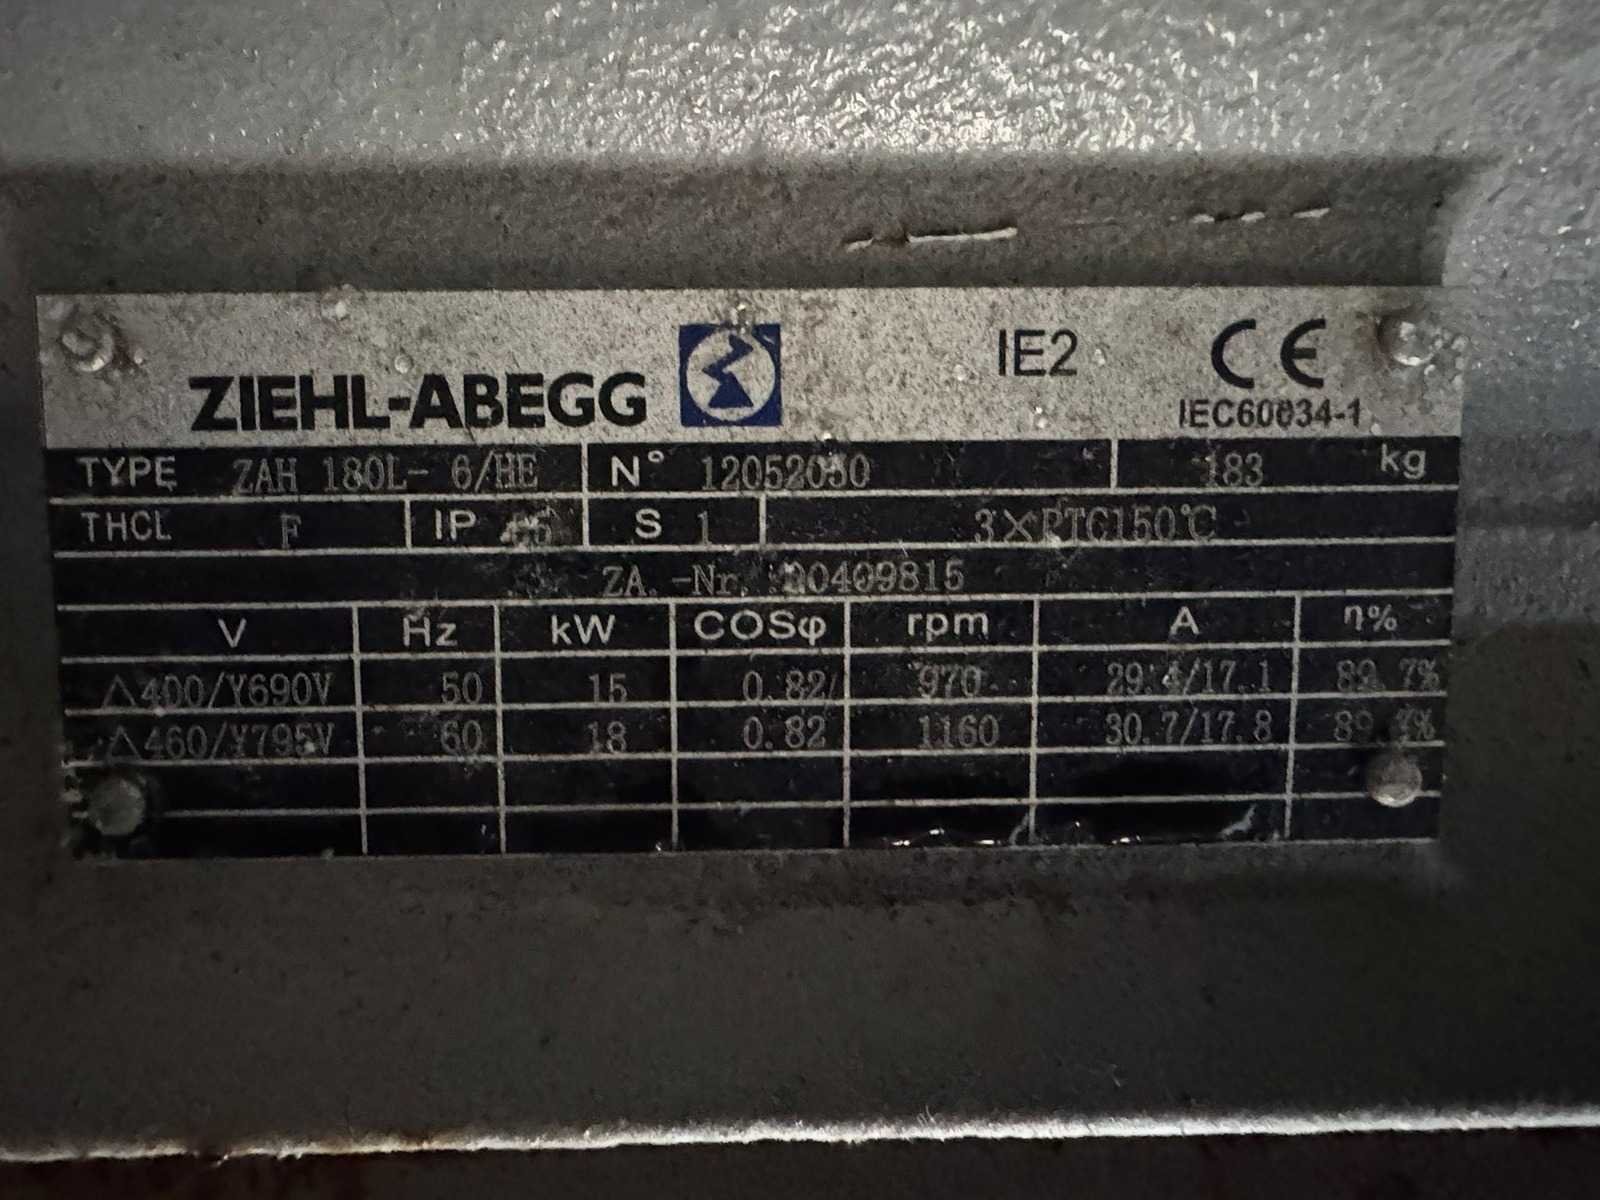 ZIEHL-ABEGG IE2 CE
IEC60034-1
TYPE ZAH 180L- 6/HE N° 183 kg
THCL F IP S 1 3×PTC150℃
ZA. -Nr.
V Hz kW COSφ rpm A η%
△400/Y690V 50 15 0.82 970 29.4/17.1 89.7%
△460/Y795V 60 18 0.82 1160 30.7/17.8